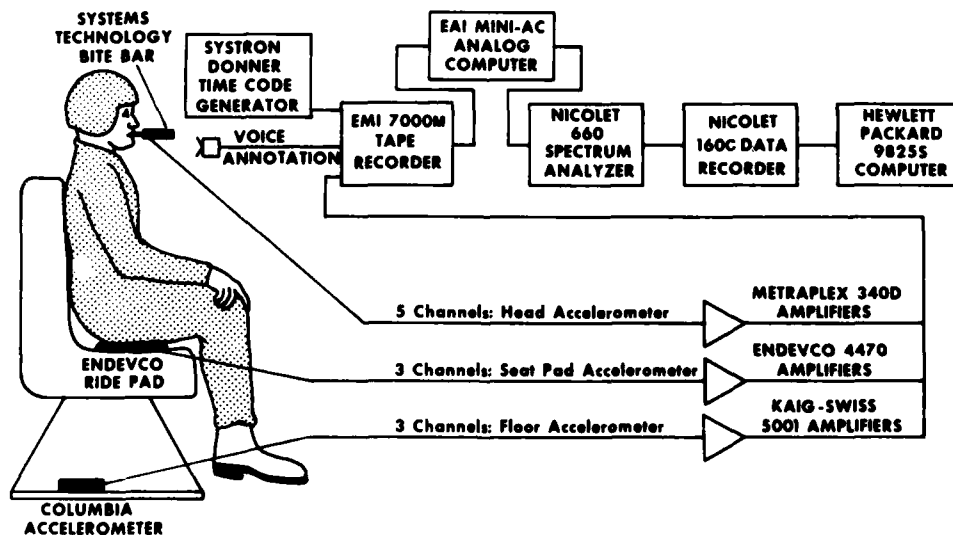 SYSTEMS
TECHNOLOGY
BITE BAR
SYSTRON
DONNER
TIME CODE
GENERATOR
EAI MINI-AC
ANALOG
COMPUTER
VOICE
ANNOTATION
EMI 7000M
TAPE
RECORDER
NICOLET
660
SPECTRUM
ANALYZER
NICOLET
160C DATA
RECORDER
HEWLETT
PACKARD
9825S
COMPUTER
5 Channels: Head Accelerometer
METRAPLEX 340D
AMPLIFIERS
ENDEVCO
RIDE PAD
3 Channels: Seat Pad Accelerometer
ENDEVCO 4470
AMPLIFIERS
3 Channels: Floor Accelerometer
KAIG-SWISS
5001 AMPLIFIERS
COLUMBIA
ACCELEROMETER